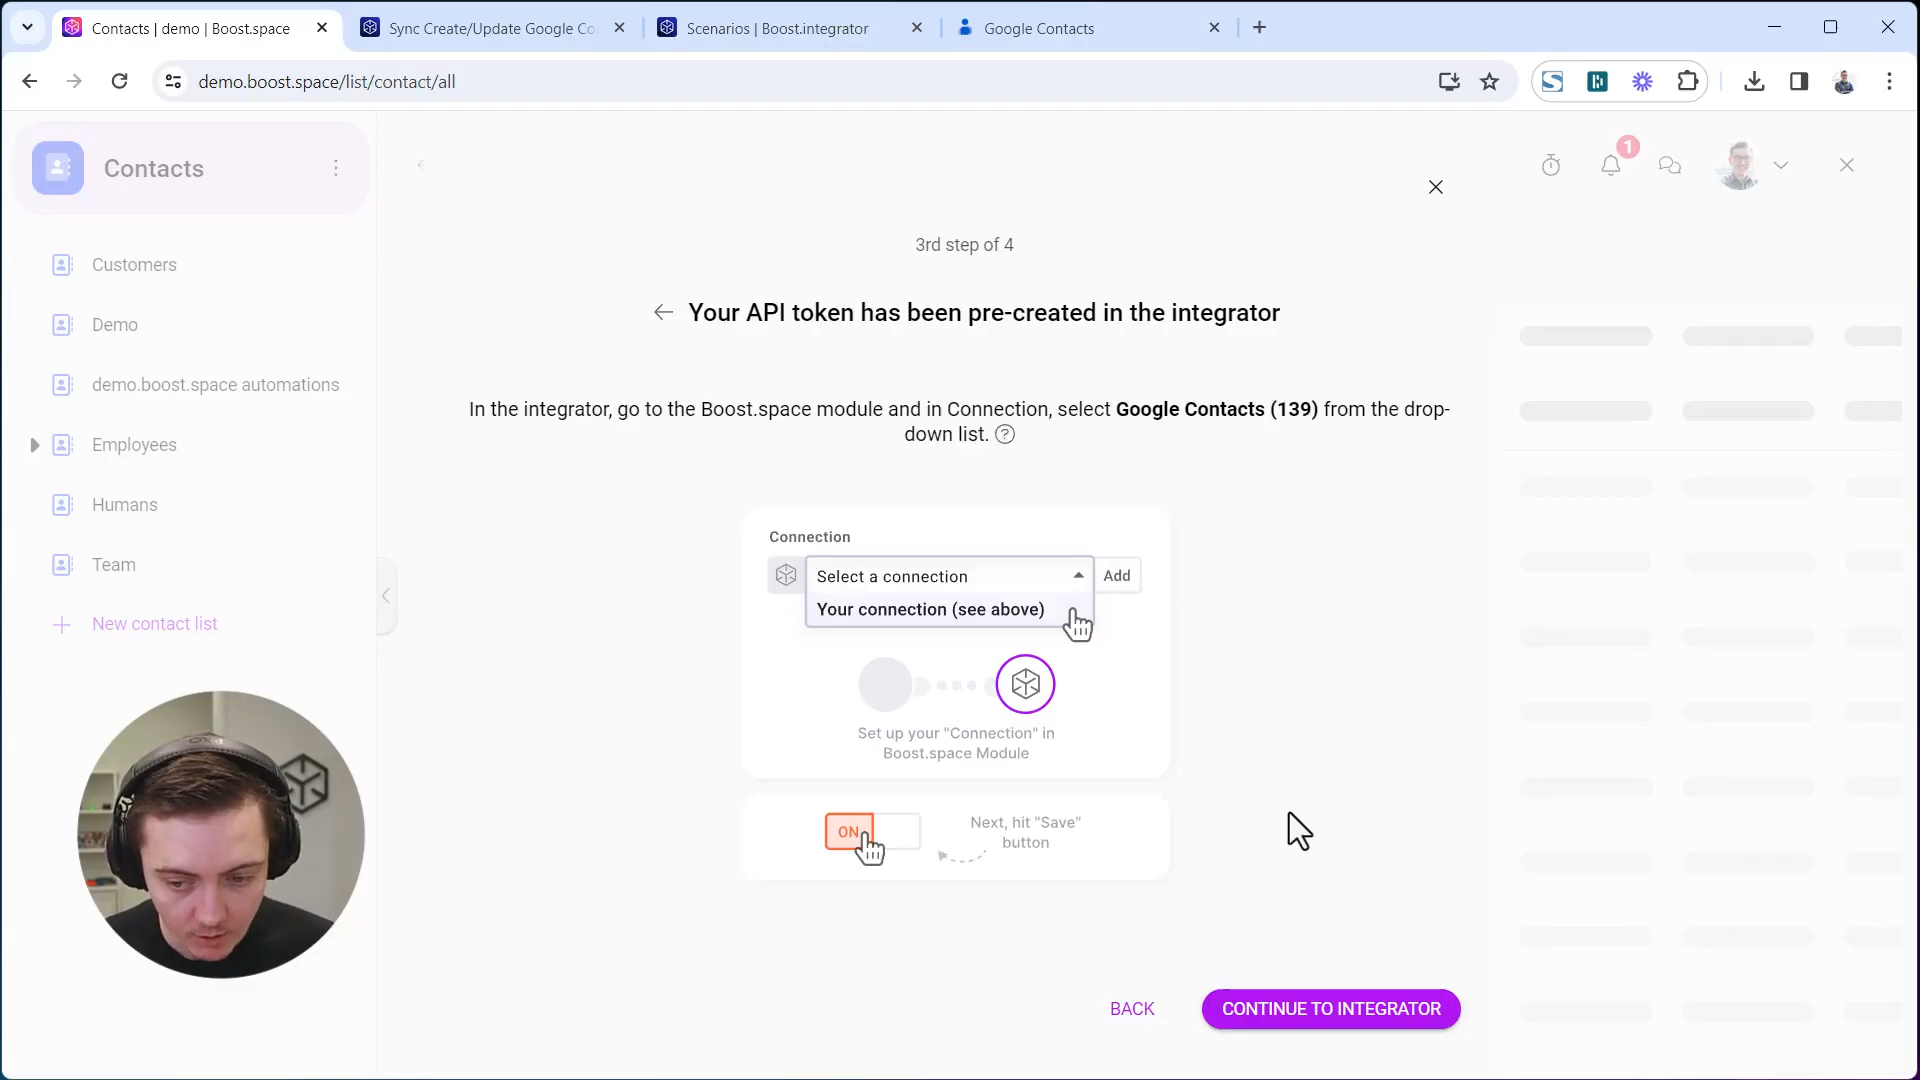 Contacts | demo | Boost.space
Sync Create/Update Google Co
Scenarios | Boost.integrator
Google Contacts
demo.boost.space/list/contact/all
Contacts
1
3rd step of 4
Your API token has been pre-created in the integrator
Customers
Demo
demo.boost.space automations
Employees
Humans
Team
New contact list
In the integrator, go to the Boost.space module and in Connection, select Google Contacts (139) from the drop-
down list. ?
Connection
Select a connection
Add
Your connection (see above)
Set up your "Connection" in
Boost.space Module
ON
Next, hit "Save"
button
BACK
CONTINUE TO INTEGRATOR